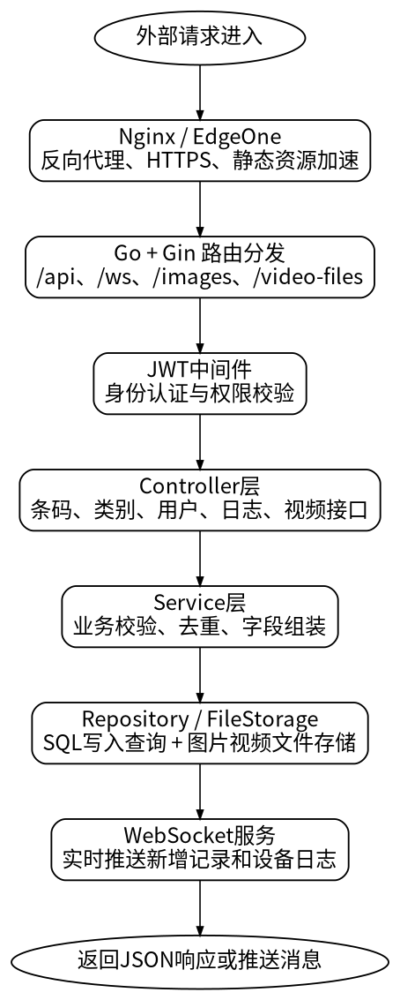 外部请求进入
Nginx / EdgeOne
反向代理、HTTPS、静态资源加速
Go + Gin 路由分发
/api、/ws、/images、/video-files
JWT中间件
身份认证与权限校验
Controller层
条码、类别、用户、日志、视频接口
Service层
业务校验、去重、字段组装
Repository / FileStorage
SQL写入查询 + 图片视频文件存储
WebSocket服务
实时推送新增记录和设备日志
返回JSON响应或推送消息